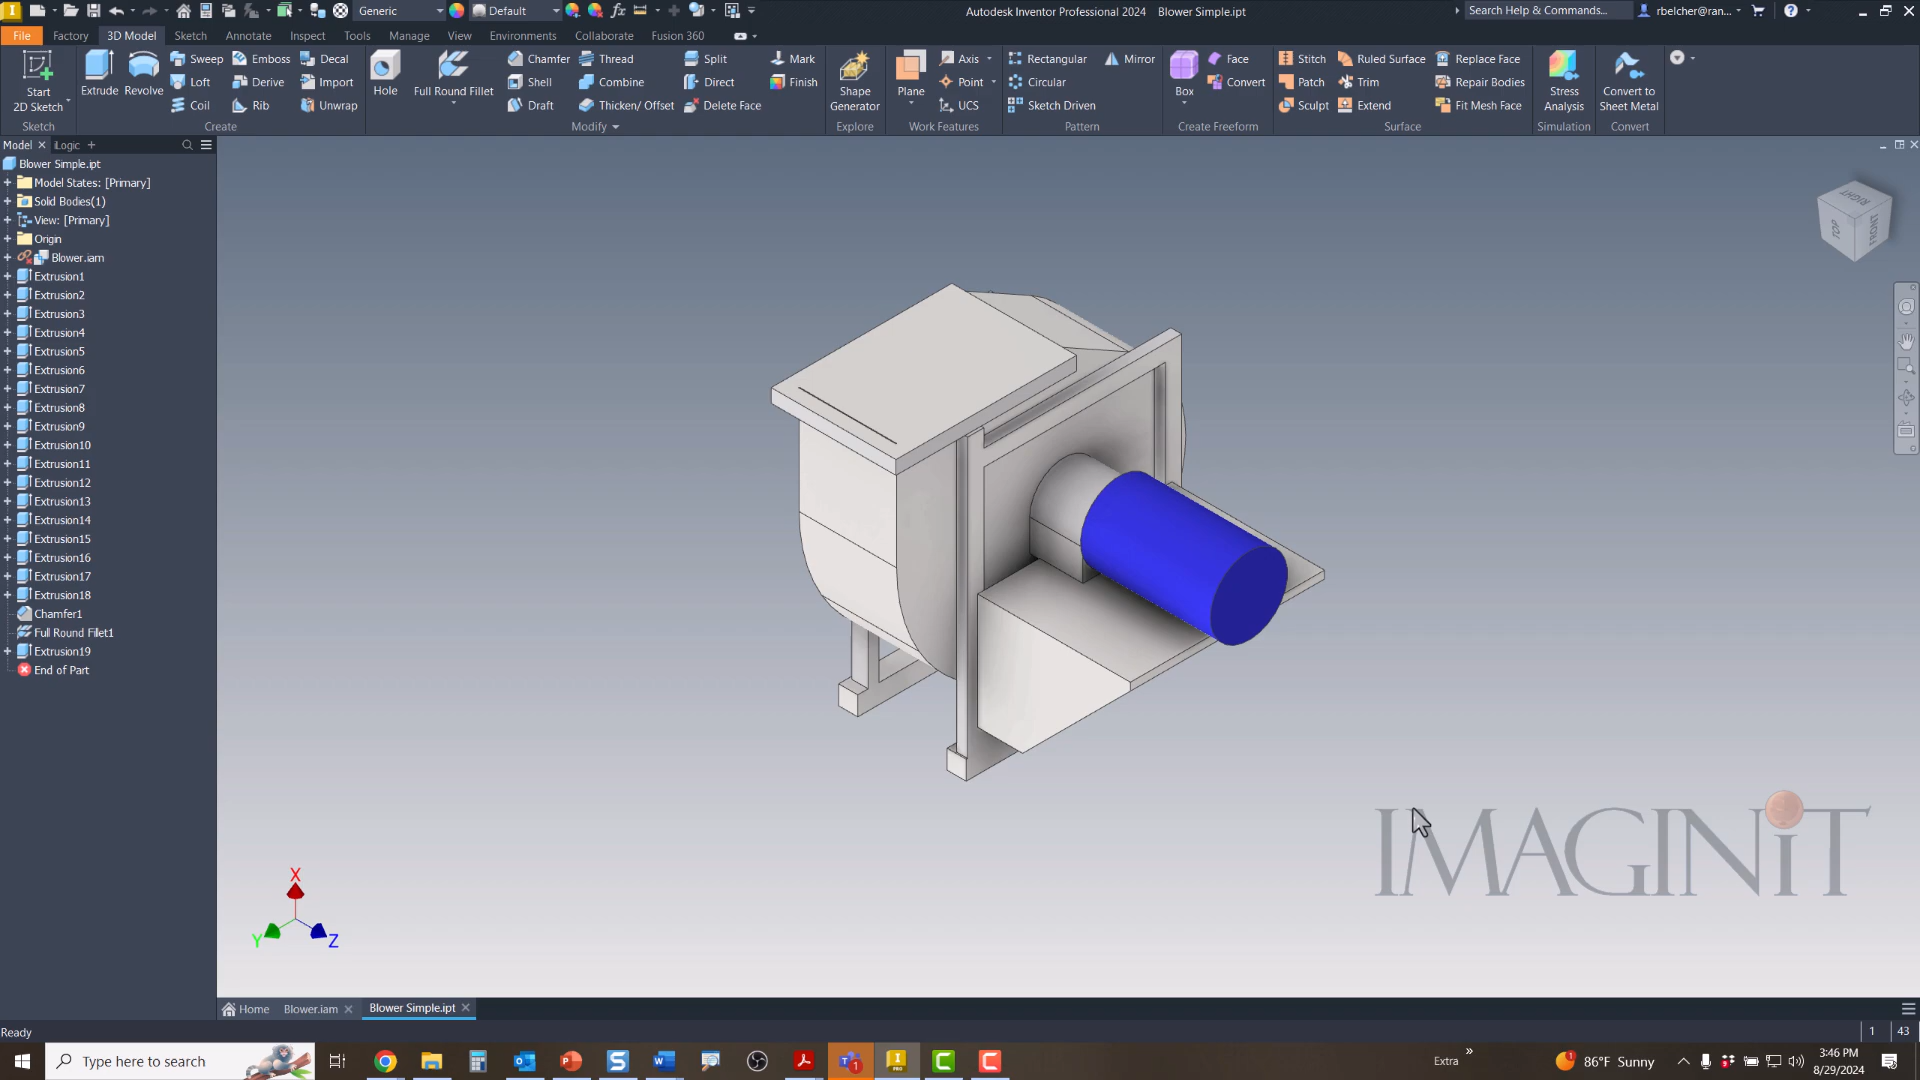 Generic
Default
Autodesk Inventor Professional 2024 Blower Simple.ipt
Search Help & Commands...
rbelcher@ran...
File Factory 3D Model Sketch Annotate Inspect Tools Manage View Environments Collaborate Fusion 360
Start
2D Sketch
Extrude Revolve
Sweep Emboss Decal
Loft Derive Import
Coil Rib Unwrap
Hole
Full Round Fillet
Chamfer Thread Split Mark
Shell Combine Direct Finish
Draft Thicken/ Offset Delete Face
Shape
Generator
Plane
Axis
Point
UCS
Rectangular Mirror
Circular
Sketch Driven
Box
Face
Convert
Stitch Ruled Surface Replace Face
Patch Trim Repair Bodies
Sculpt Extend Fit Mesh Face
Stress
Analysis
Convert to
Sheet Metal
Sketch Create Modify Explore Work Features Pattern Create Freeform Surface Simulation Convert
Model iLogic
Blower Simple.ipt
Model States: [Primary]
Solid Bodies(1)
View: [Primary]
Origin
Blower.iam
Extrusion1
Extrusion2
Extrusion3
Extrusion4
Extrusion5
Extrusion6
Extrusion7
Extrusion8
Extrusion9
Extrusion10
Extrusion11
Extrusion12
Extrusion13
Extrusion14
Extrusion15
Extrusion16
Extrusion17
Extrusion18
Chamfer1
Full Round Fillet1
Extrusion19
End of Part
RIGHT
TOP
FRONT
X
Y
Z
IMAGINiT
Home Blower.iam Blower Simple.ipt
Ready
1 43
Type here to search
Extra
86°F Sunny
3:46 PM
8/29/2024